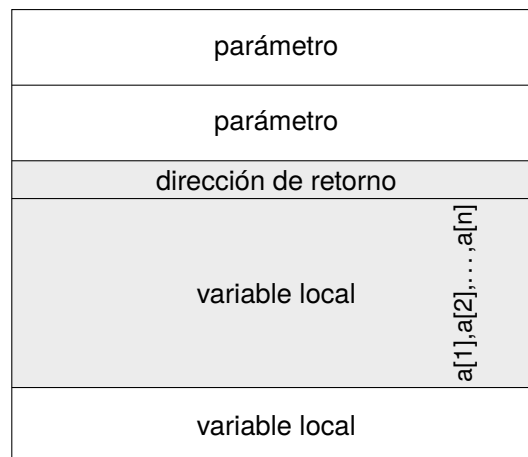 parámetro
parámetro
dirección de retorno
variable local
a[1],a[2],...,a[n]
variable local